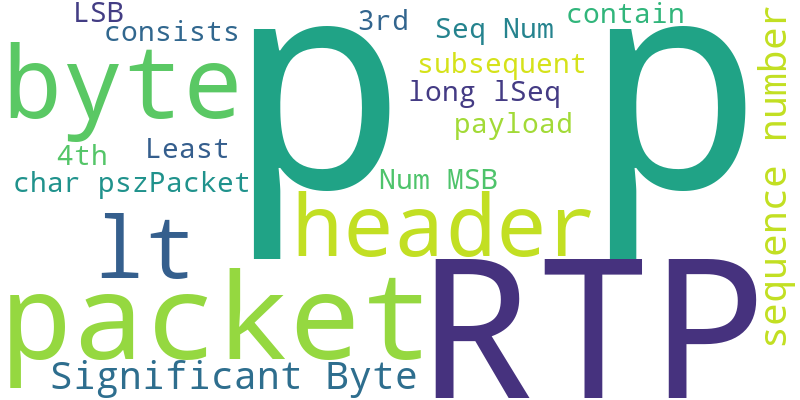 LSB
consists
3rd
Seq Num
contain
byte
p
p
subsequent
long lSeq
payload
sequence number
4th
Least
char pszPacket
Num MSB
header
lt
packet
RTP
Significant Byte